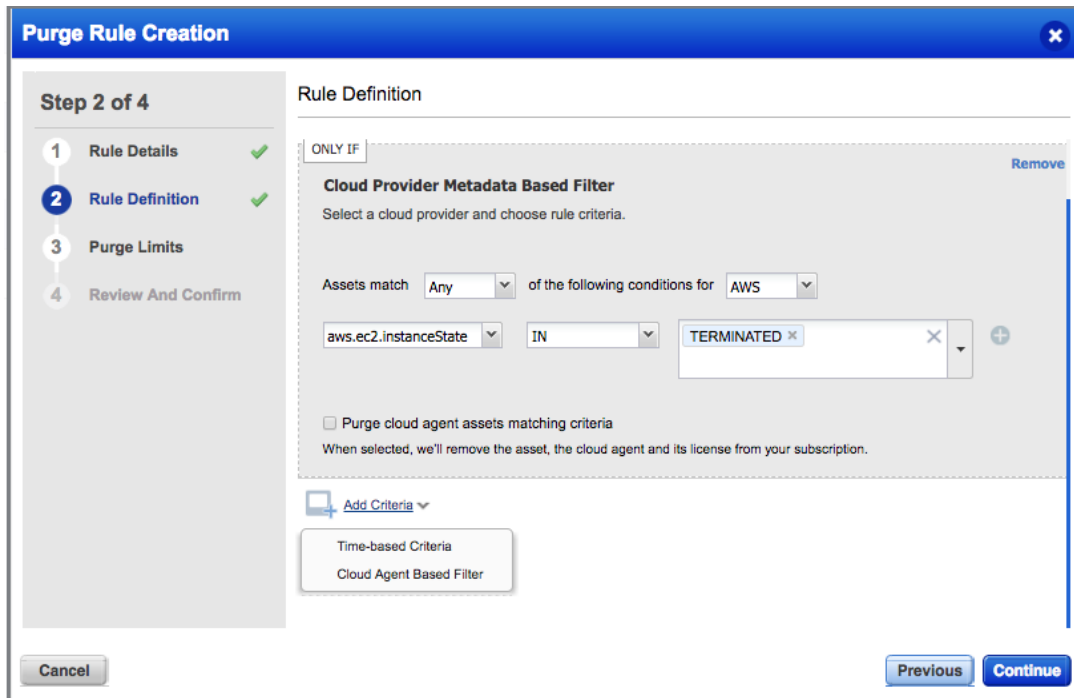 Purge Rule Creation
Step 2 of 4
1 Rule Details
2 Rule Definition
3 Purge Limits
4 Review And Confirm
Rule Definition
ONLY IF
Remove
Cloud Provider Metadata Based Filter
Select a cloud provider and choose rule criteria.
Assets match Any of the following conditions for AWS
aws.ec2.instanceState IN TERMINATED
Purge cloud agent assets matching criteria
When selected, we'll remove the asset, the cloud agent and its license from your subscription.
Add Criteria
Time-based Criteria
Cloud Agent Based Filter
Cancel Previous Continue